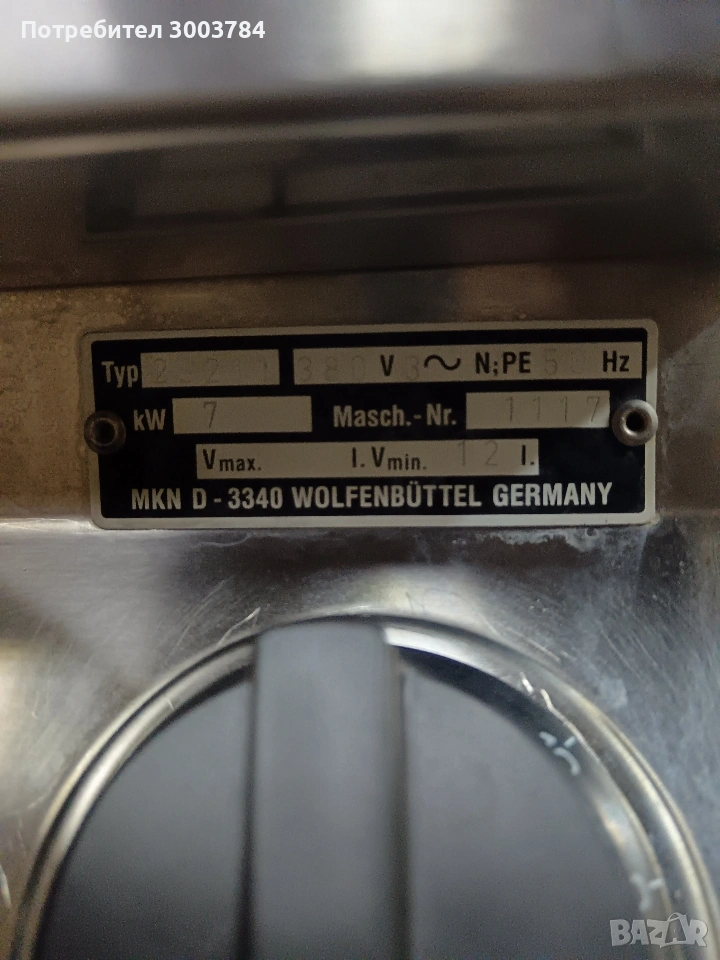 Потребител 3003784
Typ 380 V 3 ~ N;PE 50 Hz
kW 7 Masch.-Nr. 1117
Vmax. l. Vmin. 12 l.
MKN D - 3340 WOLFENBÜTTEL GERMANY
BAZAR